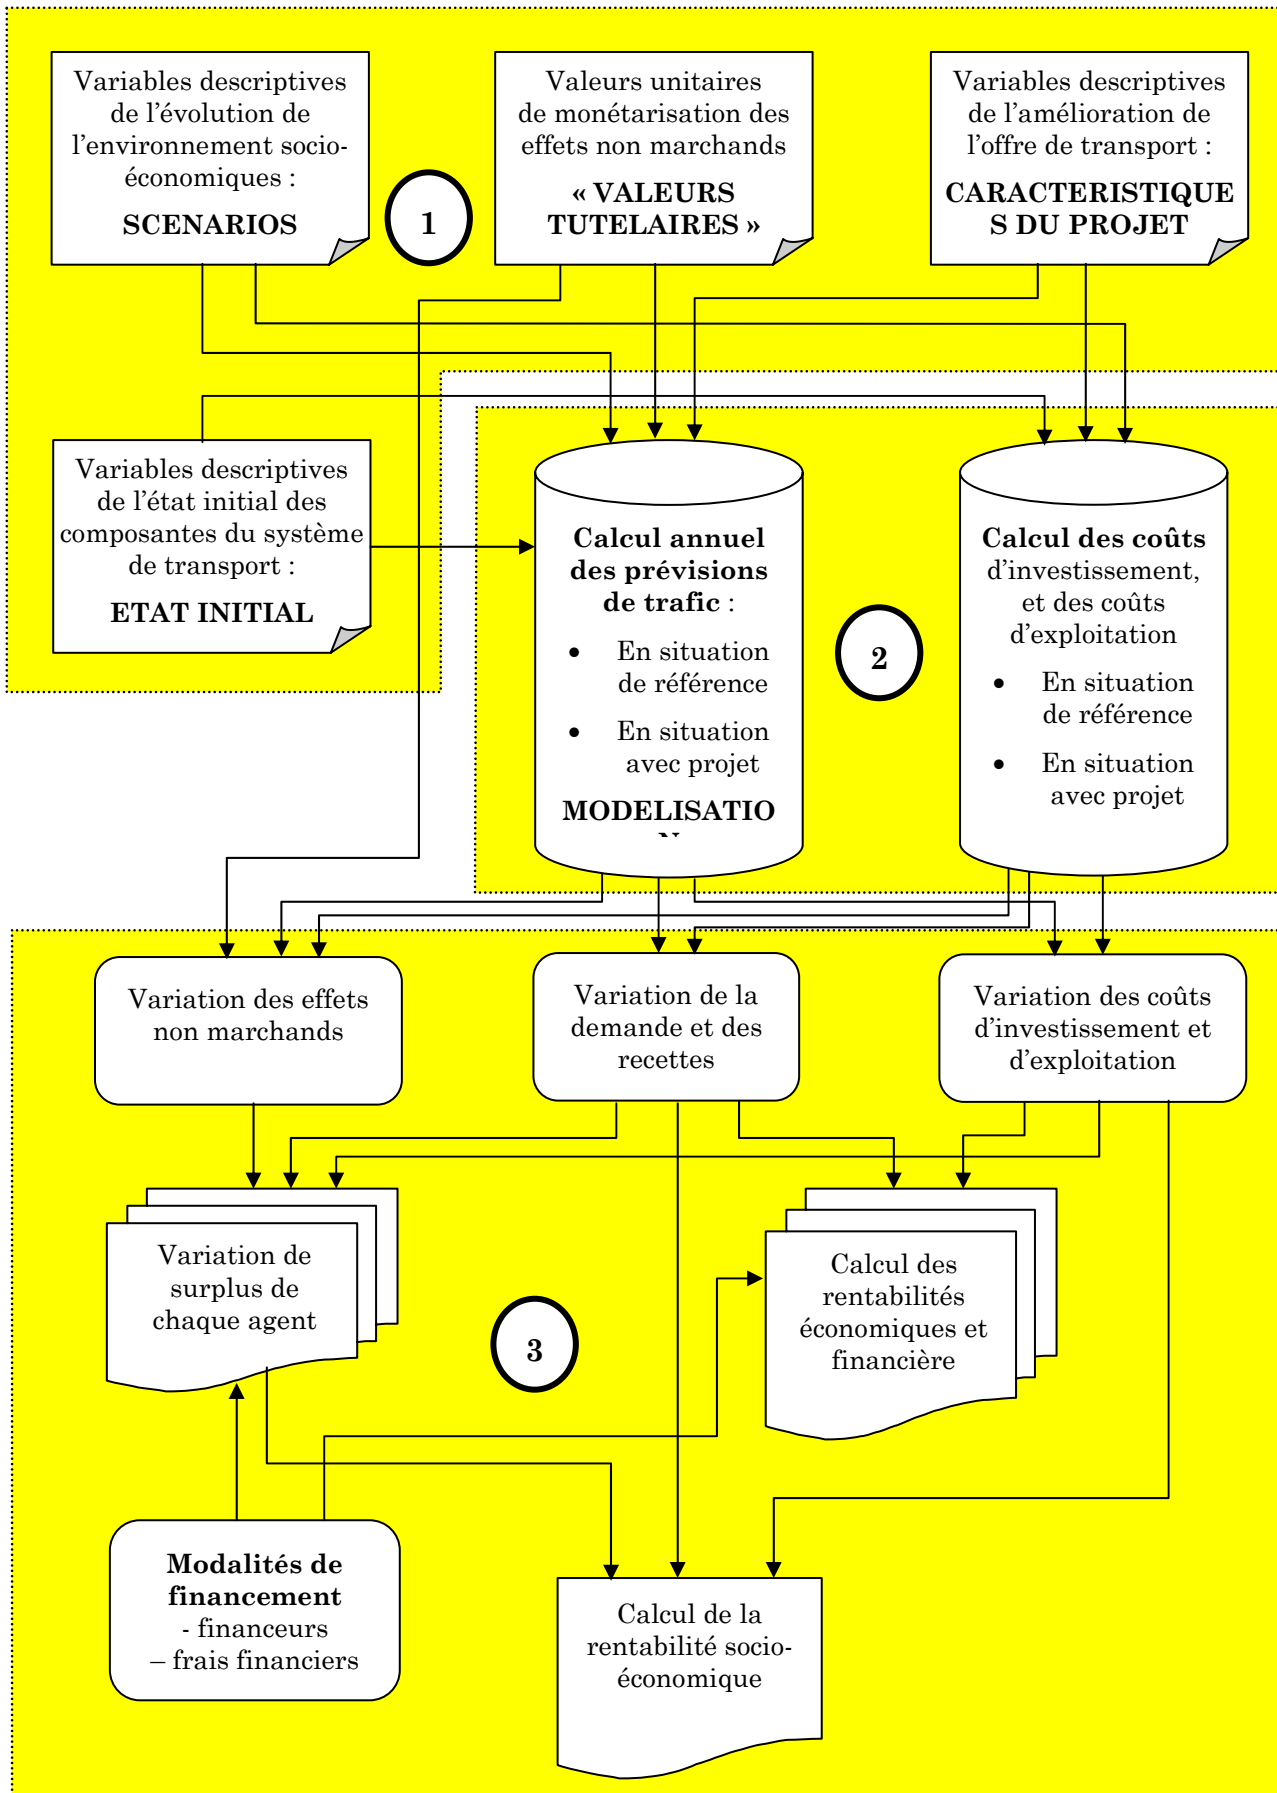 Variables descriptives
de l’évolution de
l’environnement socio-
économiques :
SCENARIOS
1
Valeurs unitaires
de monétarisation des
effets non marchands
« VALEURS
TUTELAIRES »
Variables descriptives
de l’amélioration de
l’offre de transport :
CARACTERISTIQUE
S DU PROJET
Variables descriptives
de l’état initial des
composantes du système
de transport :
ETAT INITIAL
Calcul annuel
des prévisions
de trafic :
• En situation
de référence
• En situation
avec projet
MODELISATIO
N
2
Calcul des coûts
d’investissement,
et des coûts
d’exploitation
• En situation
de référence
• En situation
avec projet
Variation des effets
non marchands
Variation de la
demande et des
recettes
Variation des coûts
d’investissement et
d’exploitation
Variation de
surplus de
chaque agent
3
Calcul des
rentabilités
économiques et
financière
Modalités de
financement
- financeurs
– frais financiers
Calcul de la
rentabilité socio-
économique